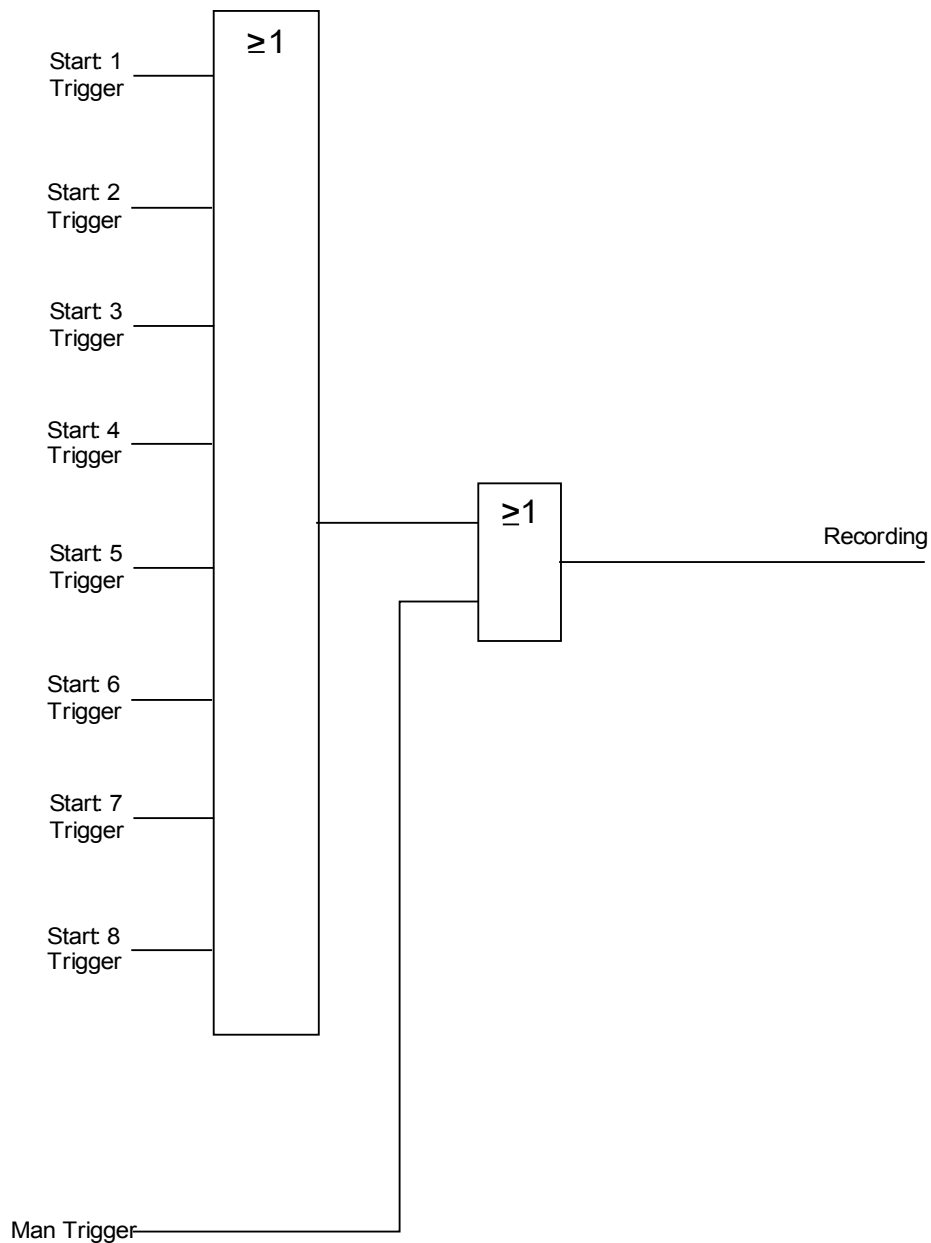 ≥1
Start: 1
Trigger
Start: 2
Trigger
Start: 3
Trigger
Start: 4
Trigger
≥1
Recording
Start: 5
Trigger
Start: 6
Trigger
Start: 7
Trigger
Start: 8
Trigger
Man Trigger